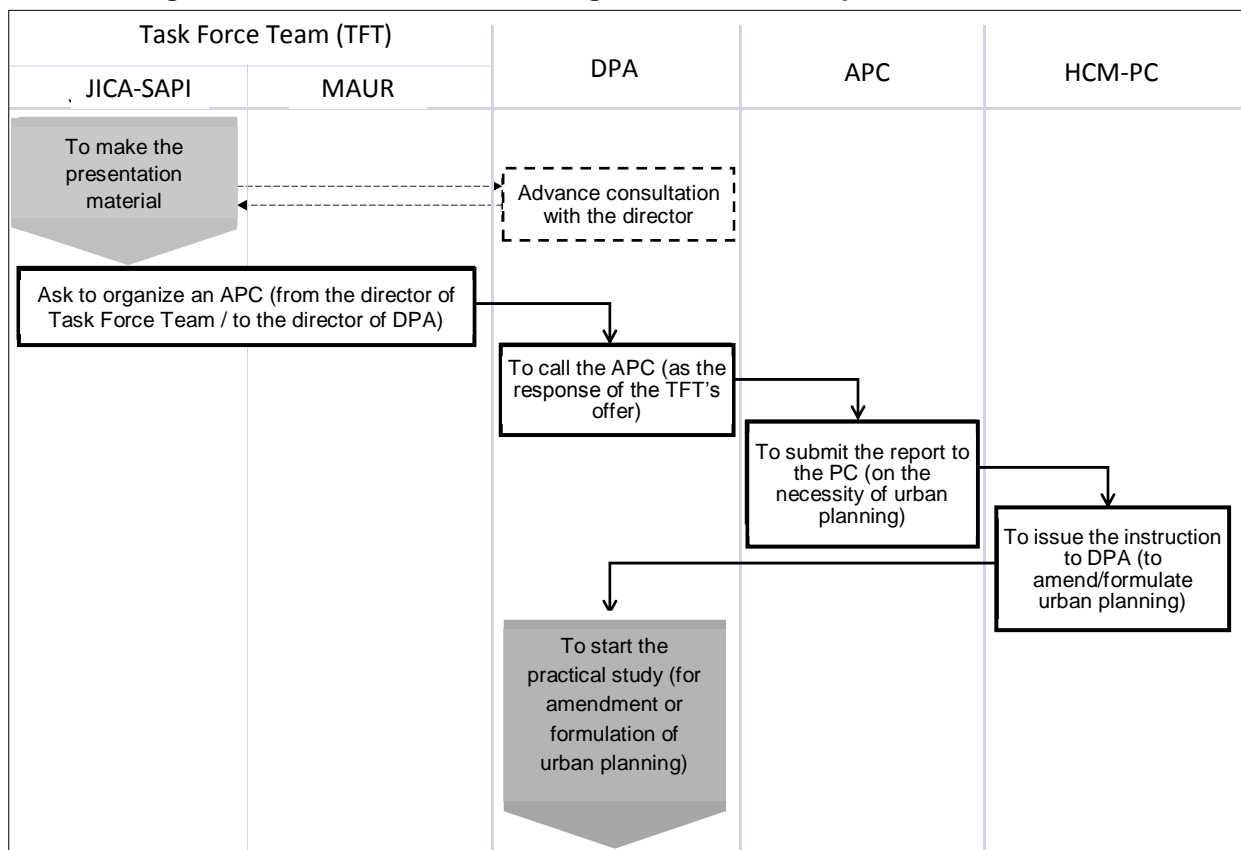 Task Force Team (TFT)
JICA-SAPI
MAUR
DPA
APC
HCM-PC
To make the
presentation
material
Advance consultation
with the director
Ask to organize an APC (from the director of
Task Force Team / to the director of DPA)
To call the APC (as the
response of the TFT's
offer)
To submit the report to
the PC (on the
necessity of urban
planning)
To issue the instruction
to DPA (to
amend/formulate
urban planning)
To start the
practical study (for
amendment or
formulation of
urban planning)